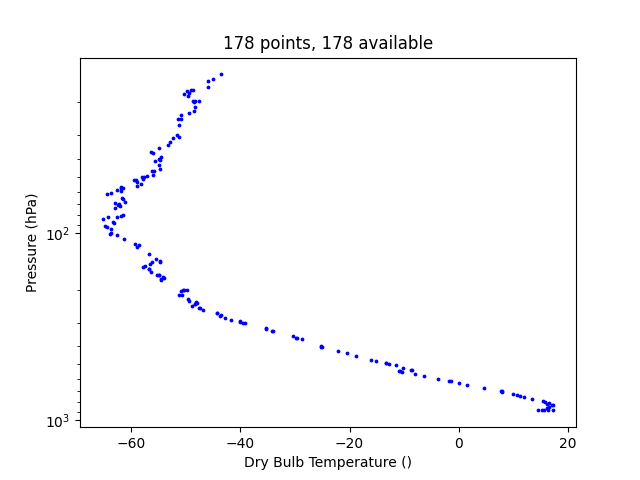 178 points, 178 available
Pressure (hPa)
10²
10³
−60
−40
−20
0
20
Dry Bulb Temperature ()